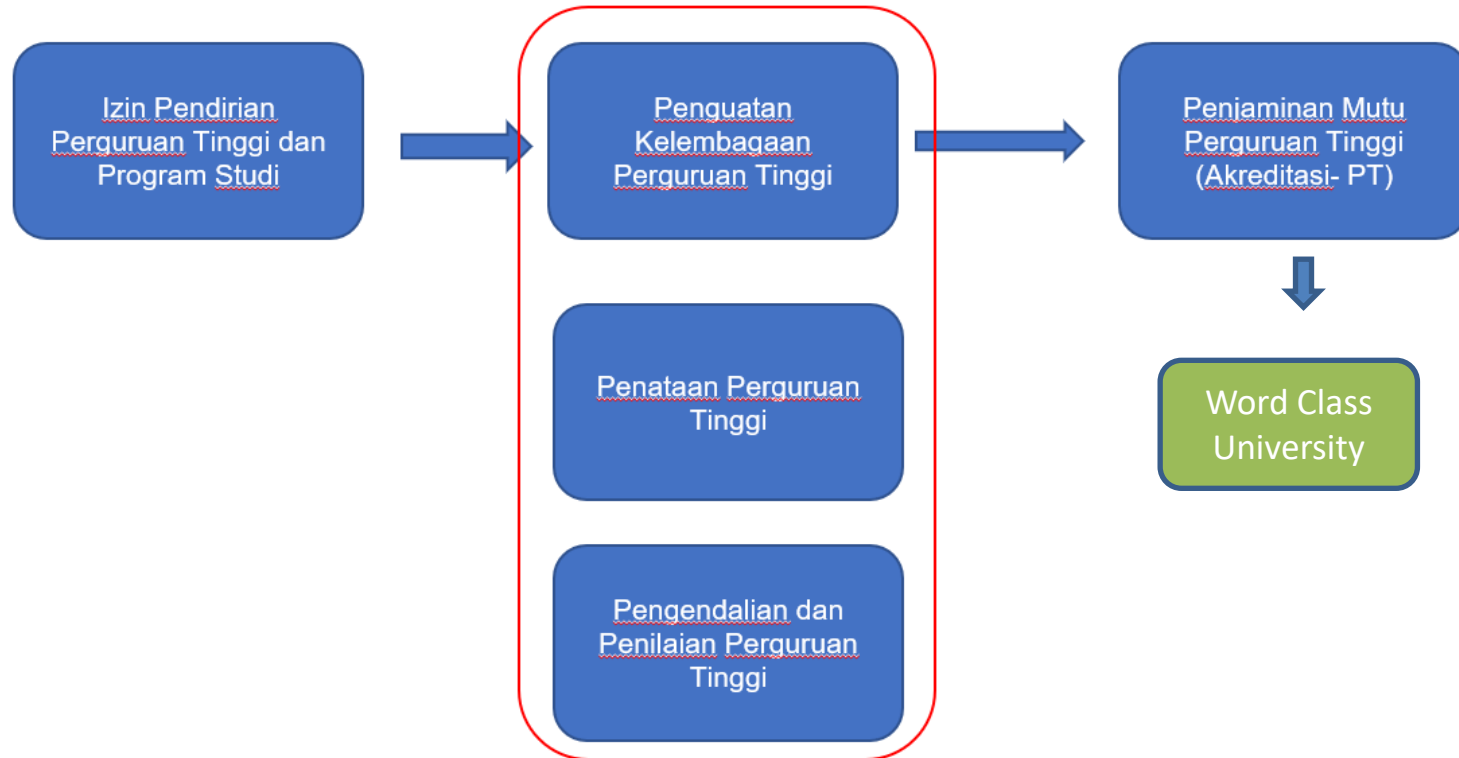 Izin Pendirian
Perguruan Tinggi dan
Program Studi
Penguatan
Kelembagaan
Perguruan Tinggi
Penjaminan Mutu
Perguruan Tinggi
(Akreditasi- PT)
Penataan Perguruan
Tinggi
Word Class
University
Pengendalian dan
Penilaian Perguruan
Tinggi